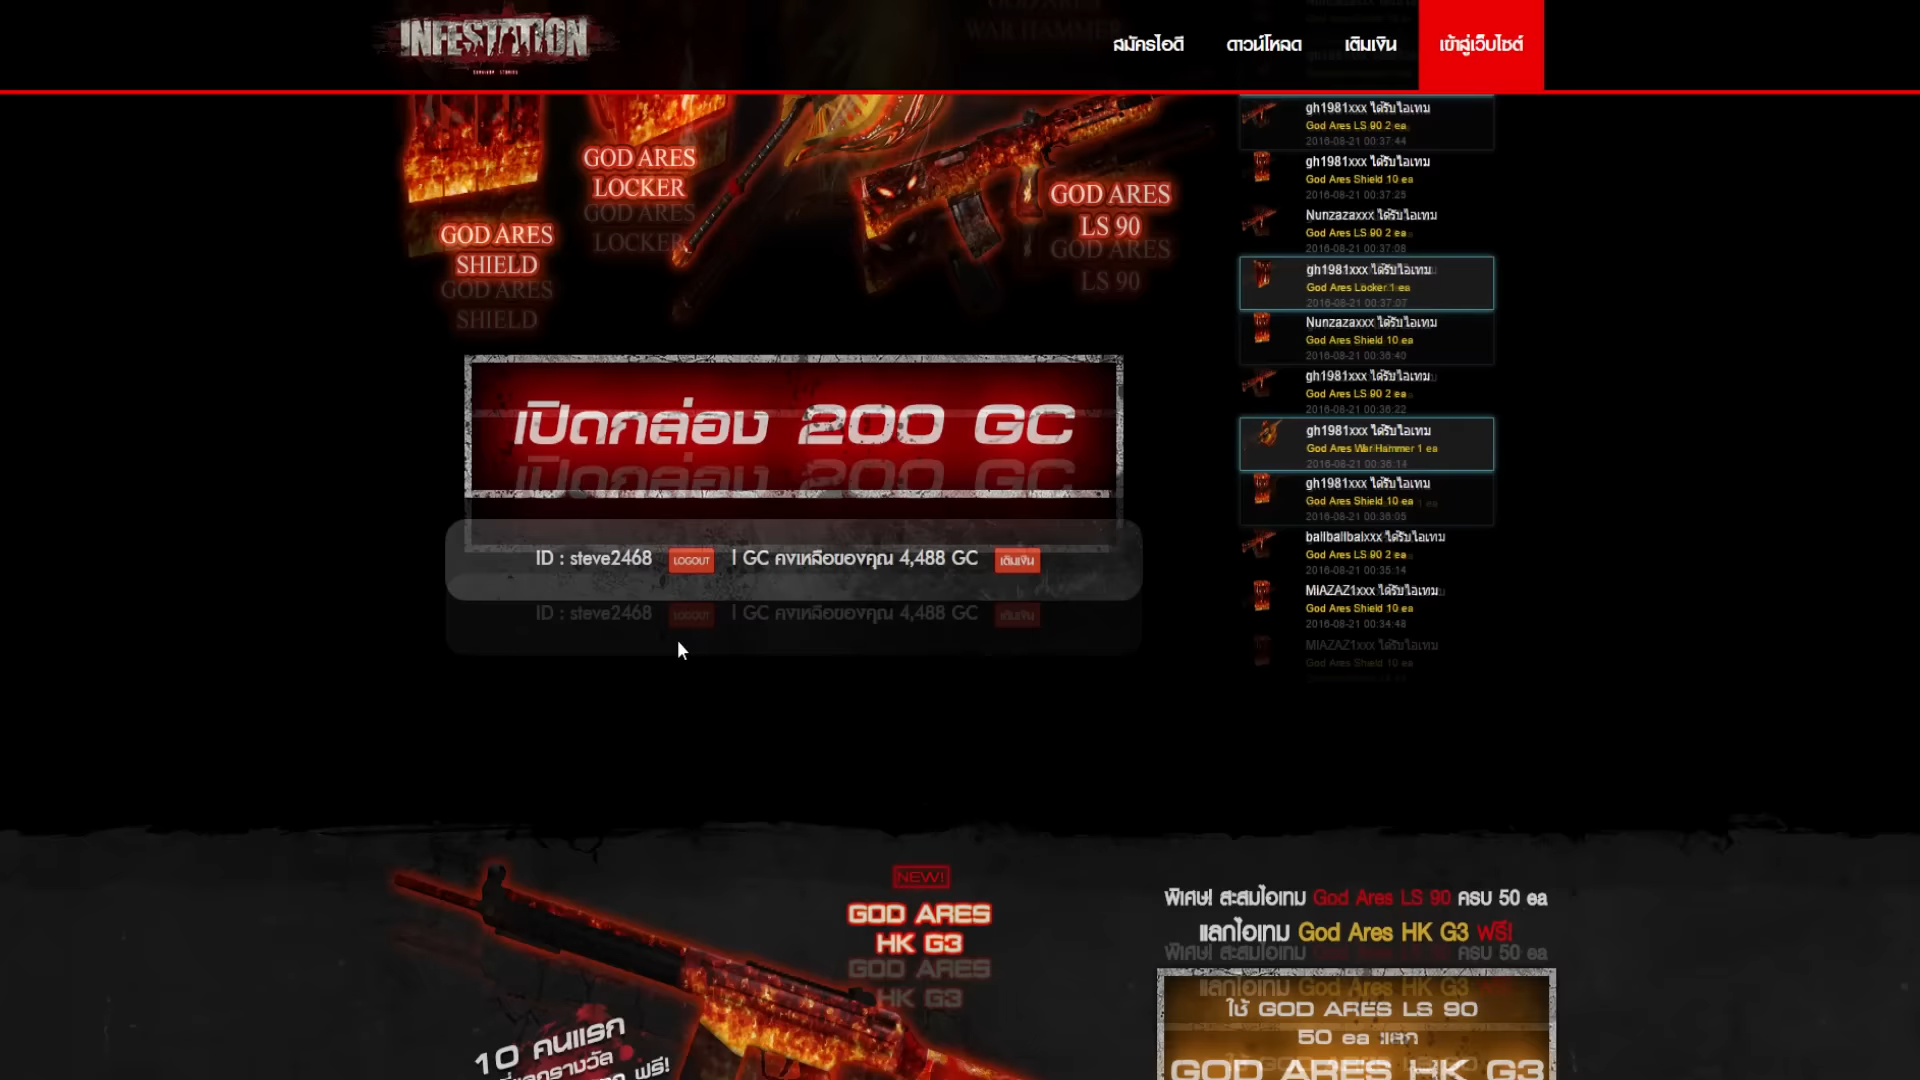 INFESTATION
SURVIVOR STORIES
สมัครไอดี
ดาวน์โหลด
เติมเงิน
เข้าสู่เว็บไซต์
GOD ARES
LOCKER
GOD ARES
SHIELD
GOD ARES
LS 90
เปิดกล่อง 200 GC
ID : steve2468
LOGOUT
| GC คงเหลือของคุณ 4,488 GC
เติมเงิน
gh1981xxx ได้รับไอเทม
God Ares LS 90 2 ea
2016-08-21 00:37:44
gh1981xxx ได้รับไอเทม
God Ares Shield 10 ea
2016-08-21 00:37:25
Nunzazaxxx ได้รับไอเทม
God Ares LS 90 2 ea
2016-08-21 00:37:08
gh1981xxx ได้รับไอเทม
God Ares Locker 1 ea
2016-08-21 00:37:07
Nunzazaxxx ได้รับไอเทม
God Ares Shield 10 ea
2016-08-21 00:36:40
gh1981xxx ได้รับไอเทม
God Ares LS 90 2 ea
2016-08-21 00:36:22
gh1981xxx ได้รับไอเทม
God Ares War Hammer 1 ea
2016-08-21 00:36:14
gh1981xxx ได้รับไอเทม
God Ares Shield 10 ea
2016-08-21 00:36:05
ballballbalxxx ได้รับไอเทม
God Ares LS 90 2 ea
2016-08-21 00:35:14
MIAZAZ1xxx ได้รับไอเทม
God Ares Shield 10 ea
2016-08-21 00:34:48
NEW!
GOD ARES
HK G3
10 คนแรก
ฟรี!
พิเศษ! สะสมไอเทม God Ares LS 90 ครบ 50 ea
แลกไอเทม God Ares HK G3 ฟรี!
ใช้ GOD ARES LS 90
50 ea แลก
GOD ARES HK G3